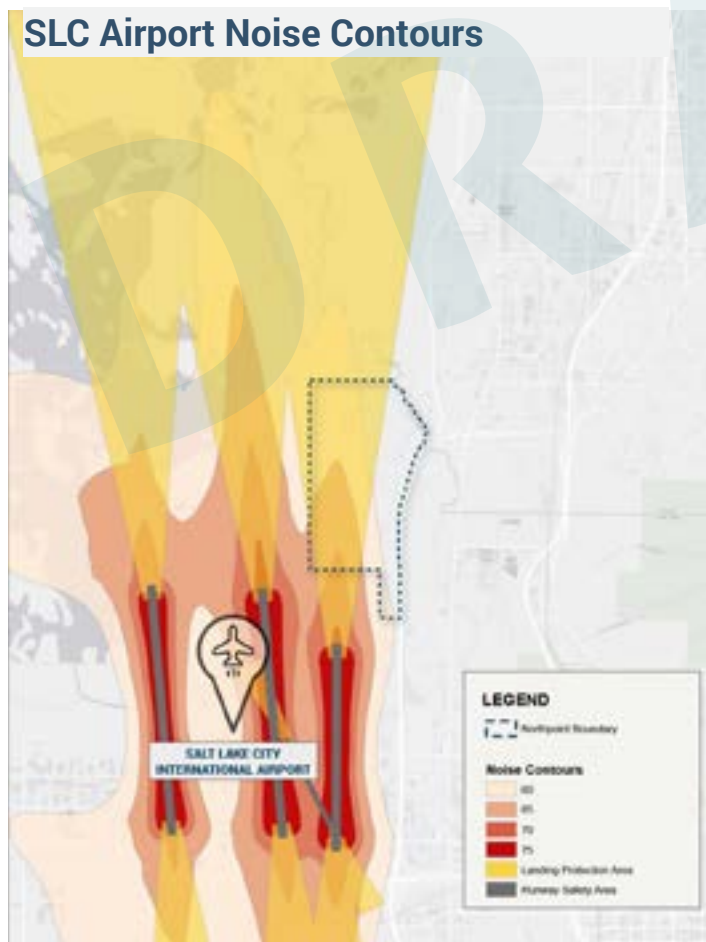 SLC Airport Noise Contours
DRA
SALT LAKE CITY
INTERNATIONAL AIRPORT
LEGEND
Northpoint Boundary
Noise Contours
60
65
70
75
Landing Protection Area
Runway Safety Area